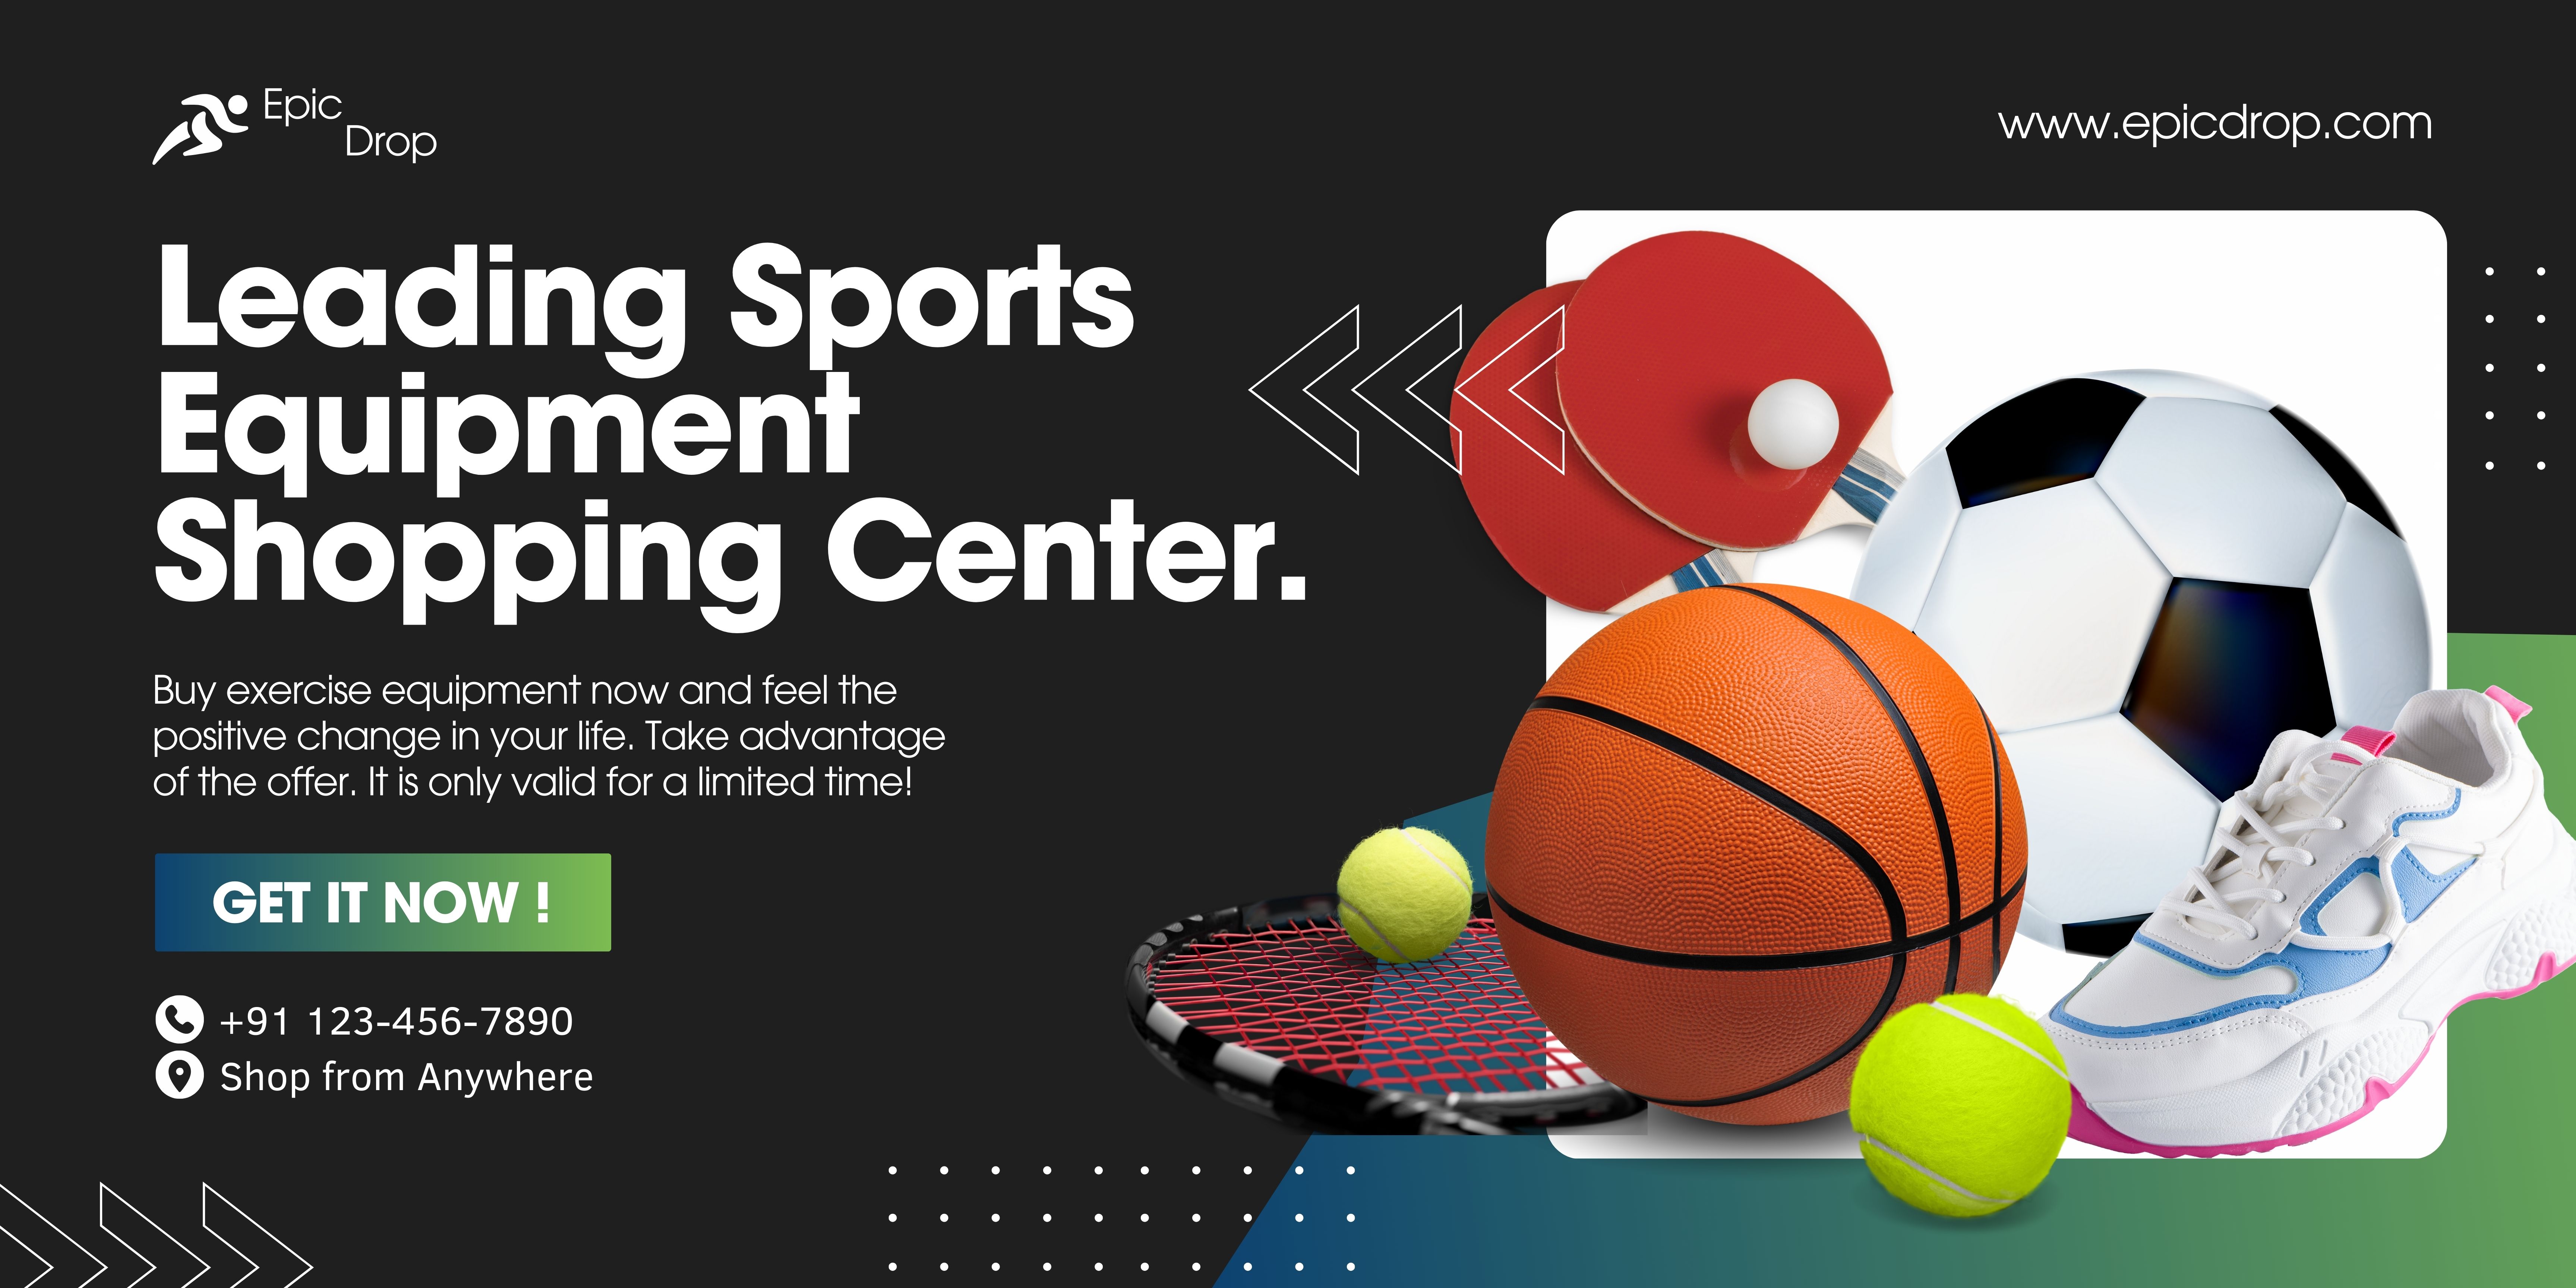 Epic
Drop
www.epicdrop.com
Leading Sports
Equipment
Shopping Center.
Buy exercise equipment now and feel the
positive change in your life. Take advantage
of the offer. It is only valid for a limited time!
GET IT NOW !
+91 123-456-7890
Shop from Anywhere